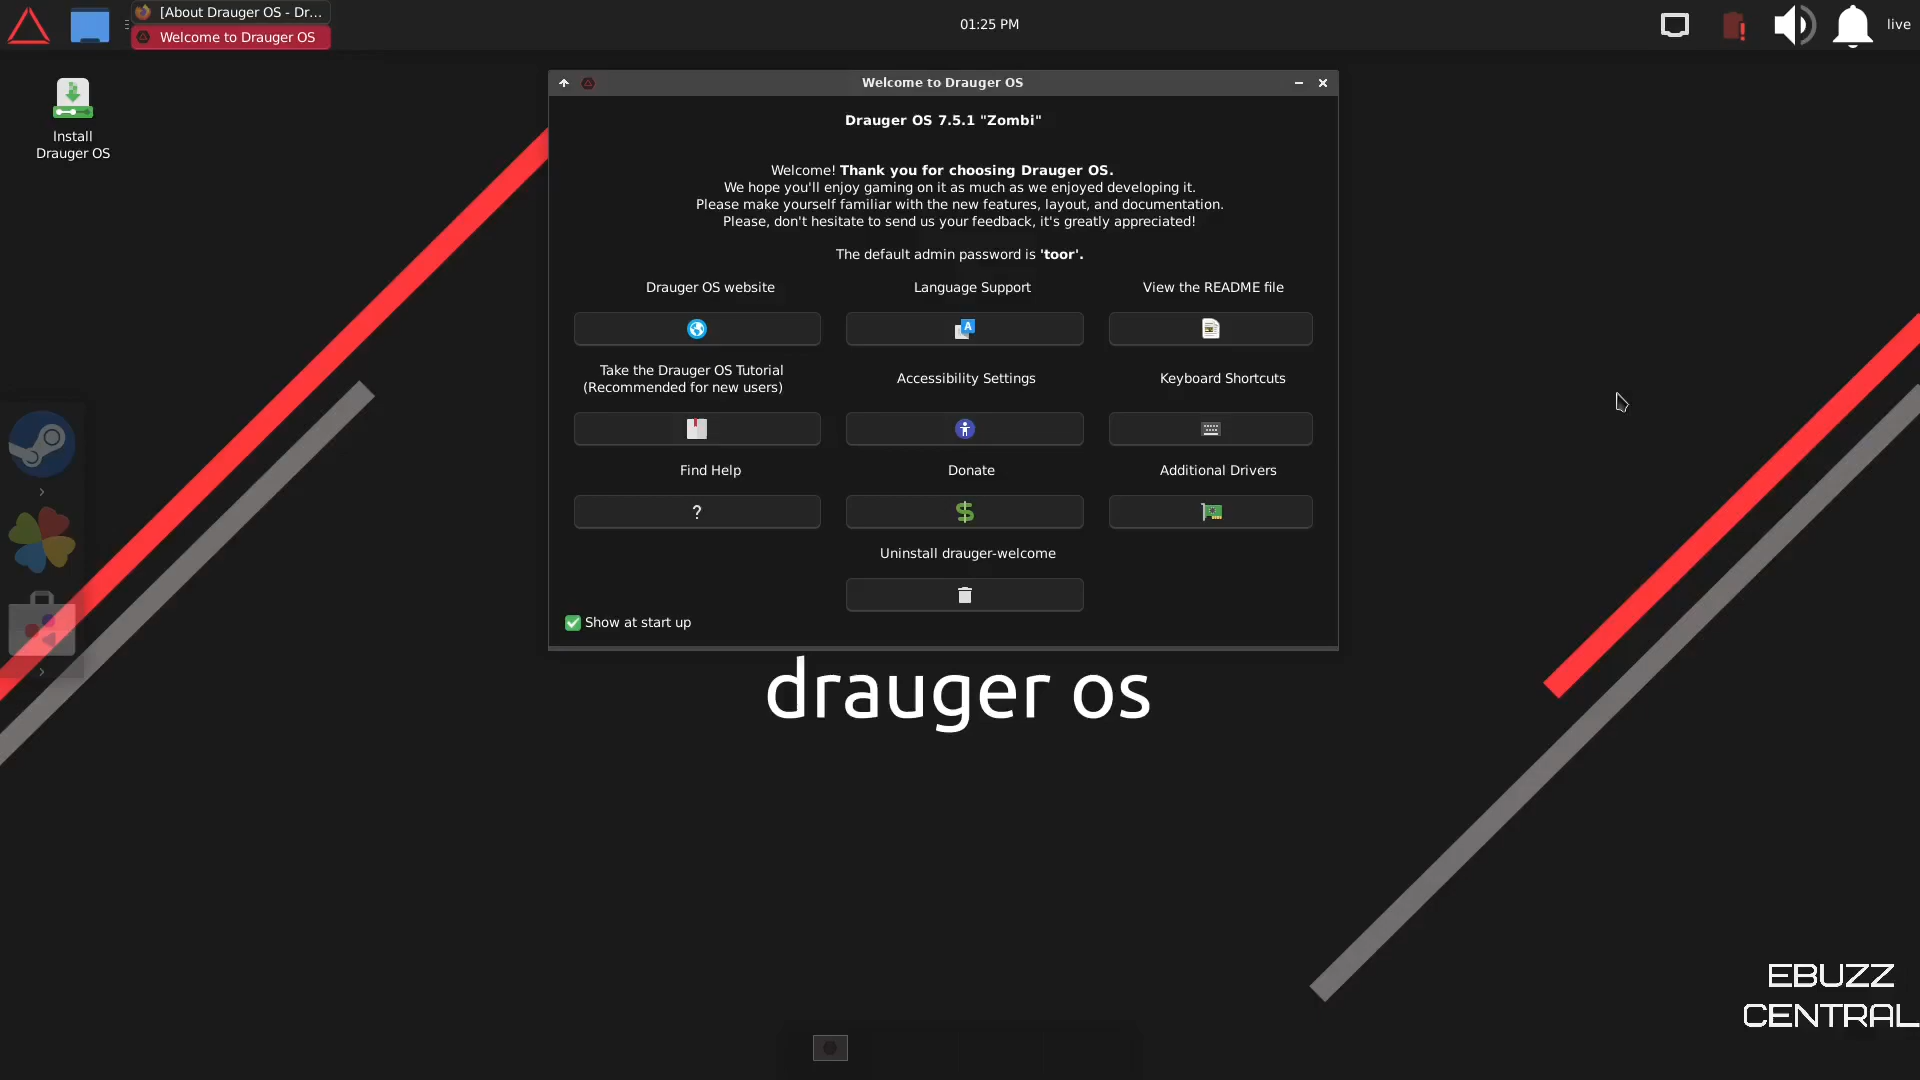 [About Drauger OS - Dr...
Welcome to Drauger OS
01:25 PM
live
Install
Drauger OS
Welcome to Drauger OS
Drauger OS 7.5.1 "Zombi"
Welcome! Thank you for choosing Drauger OS.
We hope you'll enjoy gaming on it as much as we enjoyed developing it.
Please make yourself familiar with the new features, layout, and documentation.
Please, don't hesitate to send us your feedback, it's greatly appreciated!
The default admin password is 'toor'.
Drauger OS website
Language Support
View the README file
Take the Drauger OS Tutorial
(Recommended for new users)
Accessibility Settings
Keyboard Shortcuts
Find Help
Donate
Additional Drivers
Uninstall drauger-welcome
Show at start up
drauger os
EBUZZ
CENTRAL